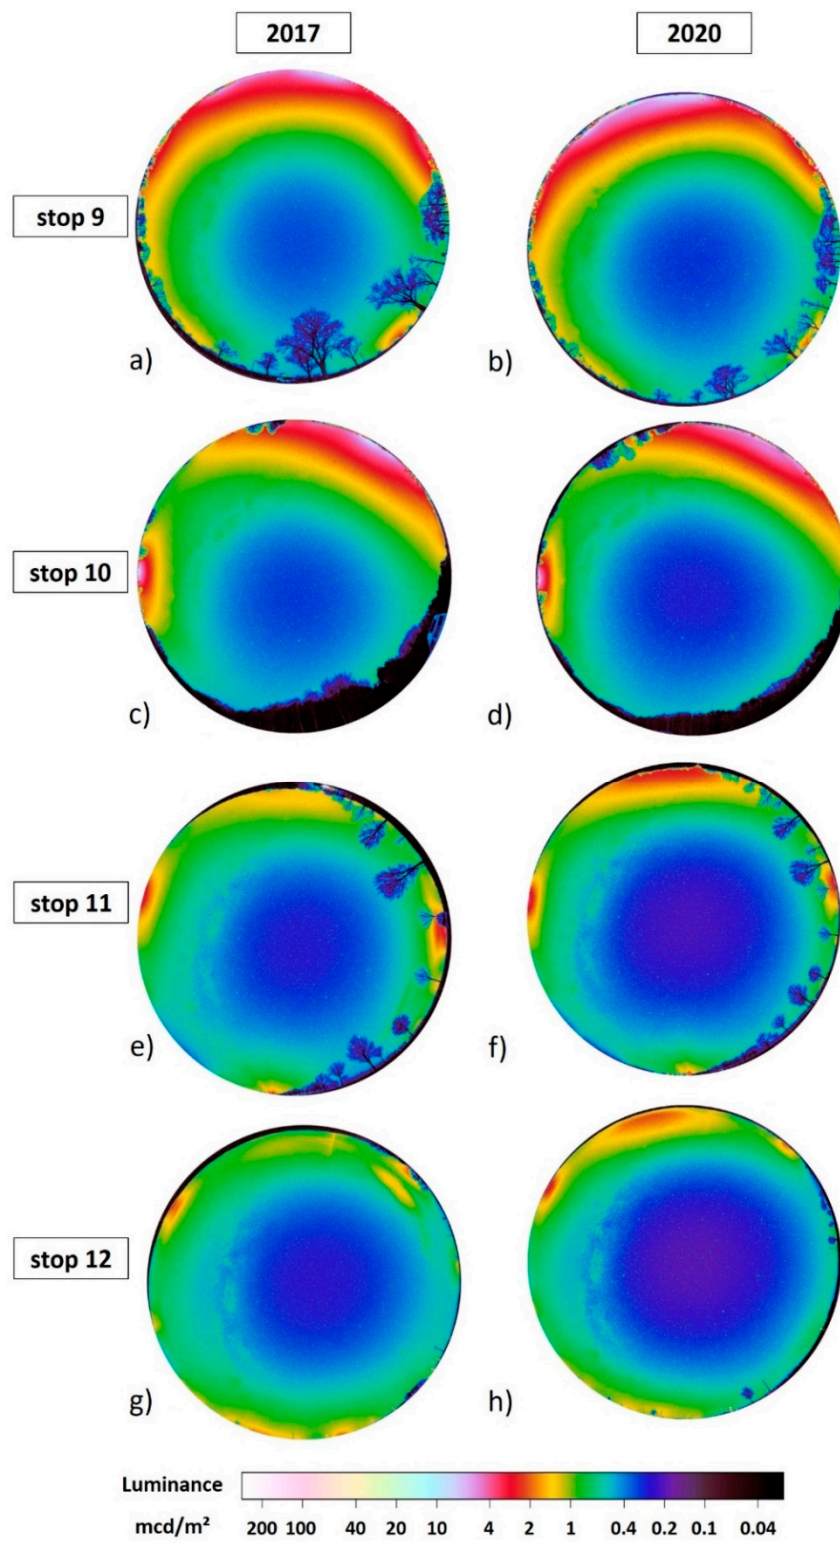 2017 2020
stop 9
a) b)
stop 10
c) d)
stop 11
e) f)
stop 12
g) h)
Luminance
mcd/m² 200 100 40 20 10 4 2 1 0.4 0.2 0.1 0.04